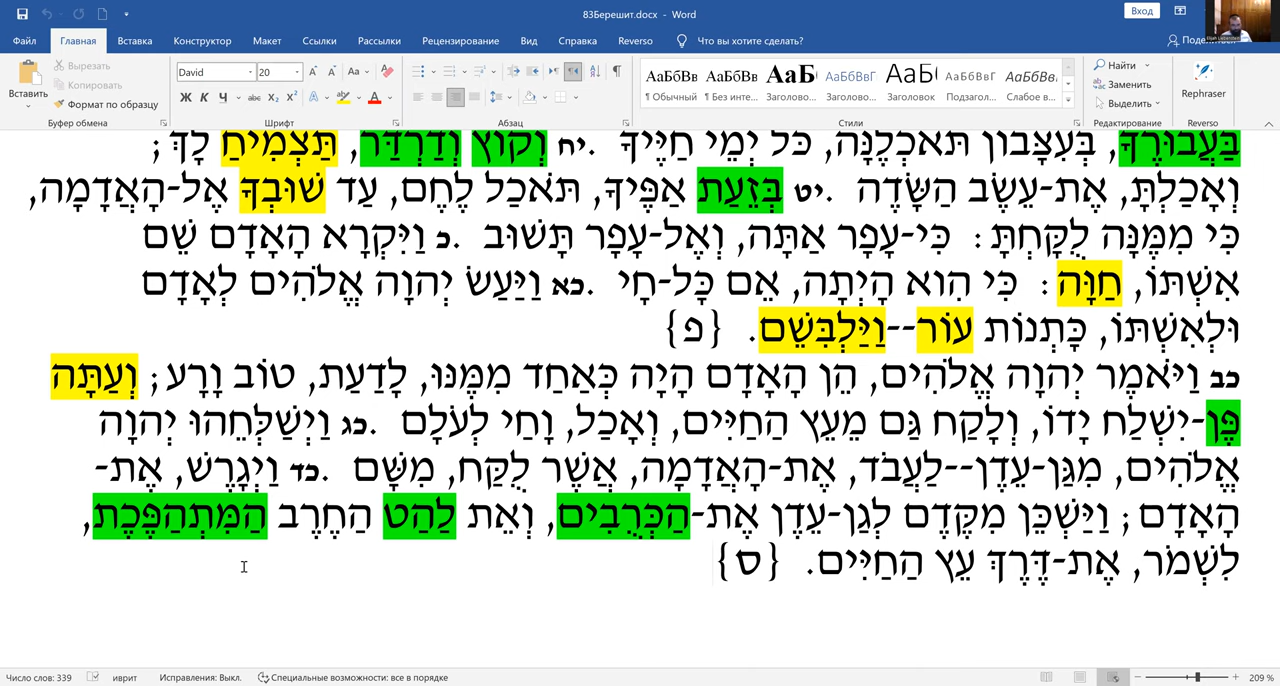 83Берешит.docx - Word
Вход
Файл Главная Вставка Конструктор Макет Ссылки Рассылки Рецензирование Вид Справка Reverso Что вы хотите сделать?
Вставить
Вырезать
Копировать
Формат по образцу
Буфер обмена
David 20
Ж К Ч
Шрифт
Абзац
АаБбВв АаБбВв АаБ АаБбВвГ АаБ АаБбВвГ АаБбВв
¶ Обычный ¶ Без инте... Заголово... Заголово... Заголовок Подзагол... Слабое в...
Стили
Найти
Заменить
Выделить
Редактирование
Rephraser
Reverso
בַּעֲבוּרֶךָ, בְּעִצָּבוֹן תֹּאכְלֶנָּה, כֹּל יְמֵי חַיֶּיךָ. יח וְקוֹץ וְדַרְדַּר, תַּצְמִיחַ לָךְ;
וְאָכַלְתָּ, אֶת-עֵשֶׂב הַשָּׂדֶה. יט בְּזֵעַת אַפֶּיךָ, תֹּאכַל לֶחֶם, עַד שׁוּבְךָ אֶל-הָאֲדָמָה,
כִּי מִמֶּנָּה לֻקָּחְתָּ: כִּי-עָפָר אַתָּה, וְאֶל-עָפָר תָּשׁוּב. כ וַיִּקְרָא הָאָדָם שֵׁם
אִשְׁתּוֹ, חַוָּה: כִּי הִוא הָיְתָה, אֵם כָּל-חָי. כא וַיַּעַשׂ יְהוָה אֱלֹהִים לְאָדָם
וּלְאִשְׁתּוֹ, כָּתְנוֹת עוֹר--וַיַּלְבִּשֵׁם. {פ}
כב וַיֹּאמֶר יְהוָה אֱלֹהִים, הֵן הָאָדָם הָיָה כְּאַחַד מִמֶּנּוּ, לָדַעַת, טוֹב וָרָע; וְעַתָּה
פֶּן-יִשְׁלַח יָדוֹ, וְלָקַח גַּם מֵעֵץ הַחַיִּים, וְאָכַל, וָחַי לְעֹלָם. כג וַיְשַׁלְּחֵהוּ יְהוָה
אֱלֹהִים, מִגַּן-עֵדֶן--לַעֲבֹד, אֶת-הָאֲדָמָה, אֲשֶׁר לֻקַּח, מִשָּׁם. כד וַיְגָרֶשׁ, אֶת-
הָאָדָם; וַיַּשְׁכֵּן מִקֶּדֶם לְגַן-עֵדֶן אֶת-הַכְּרֻבִים, וְאֵת לַהַט הַחֶרֶב הַמִּתְהַפֶּכֶת,
לִשְׁמֹר, אֶת-דֶּרֶךְ עֵץ הַחַיִּים. {ס}
Число слов: 339 иврит Исправления: Выкл. Специальные возможности: все в порядке 209 %